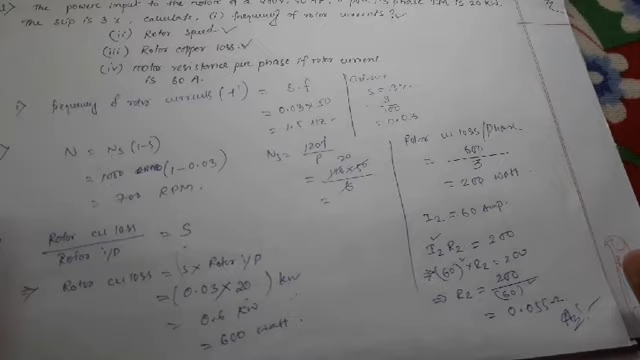 The power input to the rotor of a 400V, 50 Hz, 6 pole, 3 phase IM is 20 kW.
The slip is 3 %, calculate, (i) frequency of rotor currents
(ii) Rotor speed
(iii) Rotor copper loss
(iv) rotor resistance per phase if rotor current
is 60 A.
i) frequency of rotor currents (f') = s.f
= 0.03 × 50
= 1.5 Hz
s = 3%
= 3/100
= 0.03
N = Ns (1-S)
= 1000 (1-0.03)
= 970 RPM.
Ns = 120f/P
= 120×50/6
=
Rotor cu loss / Rotor i/P = S
⇒ Rotor cu loss = S × Rotor i/P
= (0.03 × 20) kW
= 0.6 kW
= 600 watt.
Rotor cu loss/Phase
= 600/3
= 200 watt
I2 = 60 Amp.
I2 R2 = 200
⇒ (60)² × R2 = 200
⇒ R2 = 200/(60)²
= 0.055 Ω